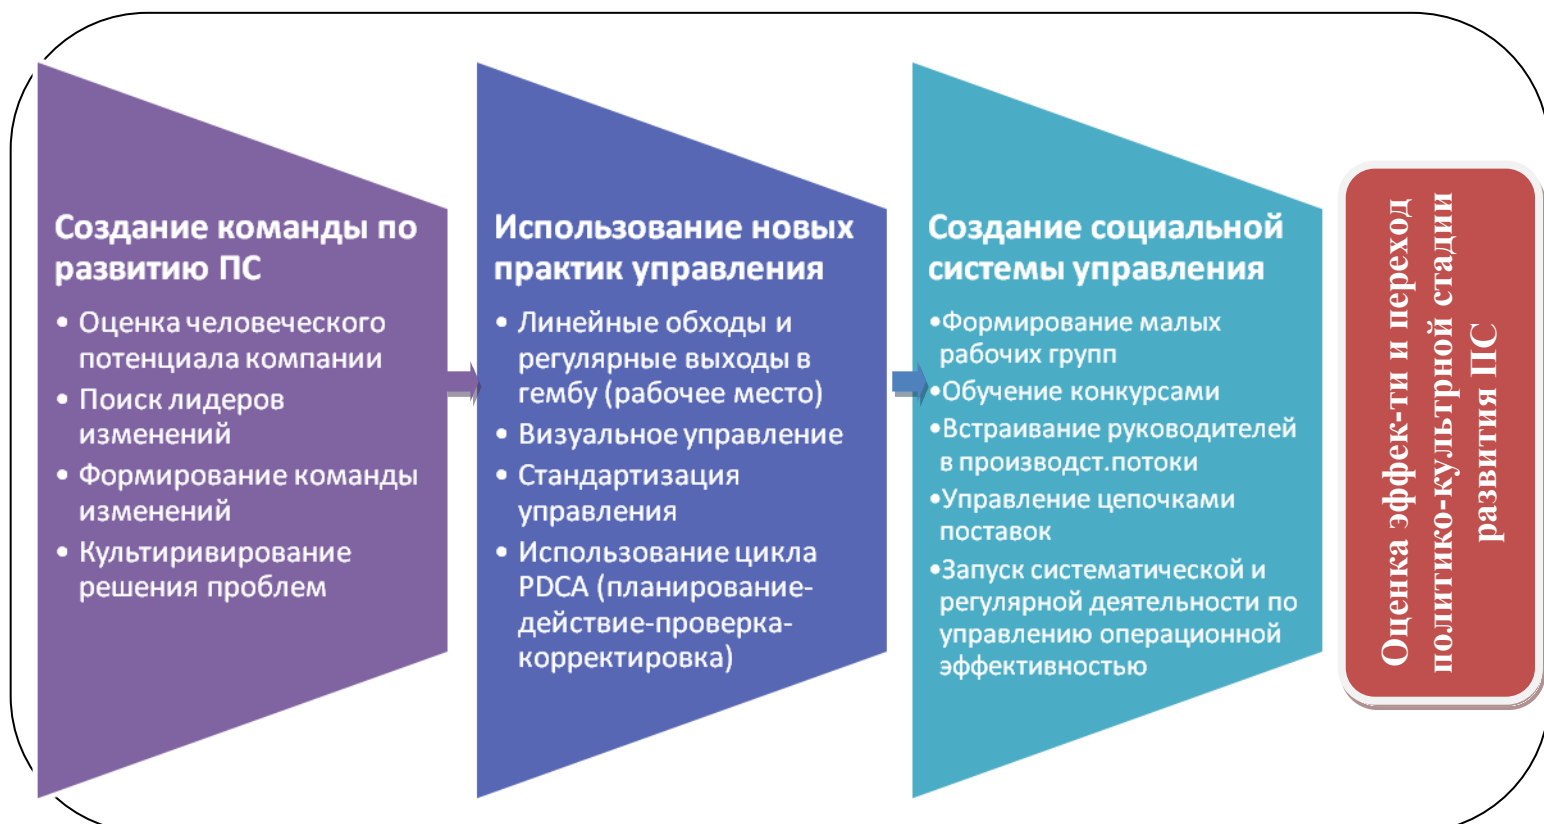 Создание команды по
развитию ПС
• Оценка человеческого
потенциала компании
• Поиск лидеров
изменений
• Формирование команды
изменений
• Культиривирование
решения проблем
Использование новых
практик управления
• Линейные обходы и
регулярные выходы в
гембу (рабочее место)
• Визуальное управление
• Стандартизация
управления
• Использование цикла
PDCA (планирование-
действие-проверка-
корректировка)
Создание социальной
системы управления
•Формирование малых
рабочих групп
•Обучение конкурсами
•Встраивание руководителей
в производст.потоки
•Управление цепочками
поставок
•Запуск систематической и
регулярной деятельности по
управлению операционной
эффективностью
Оценка эффек-ти и переход
политико-культрной стадии
развития ПС